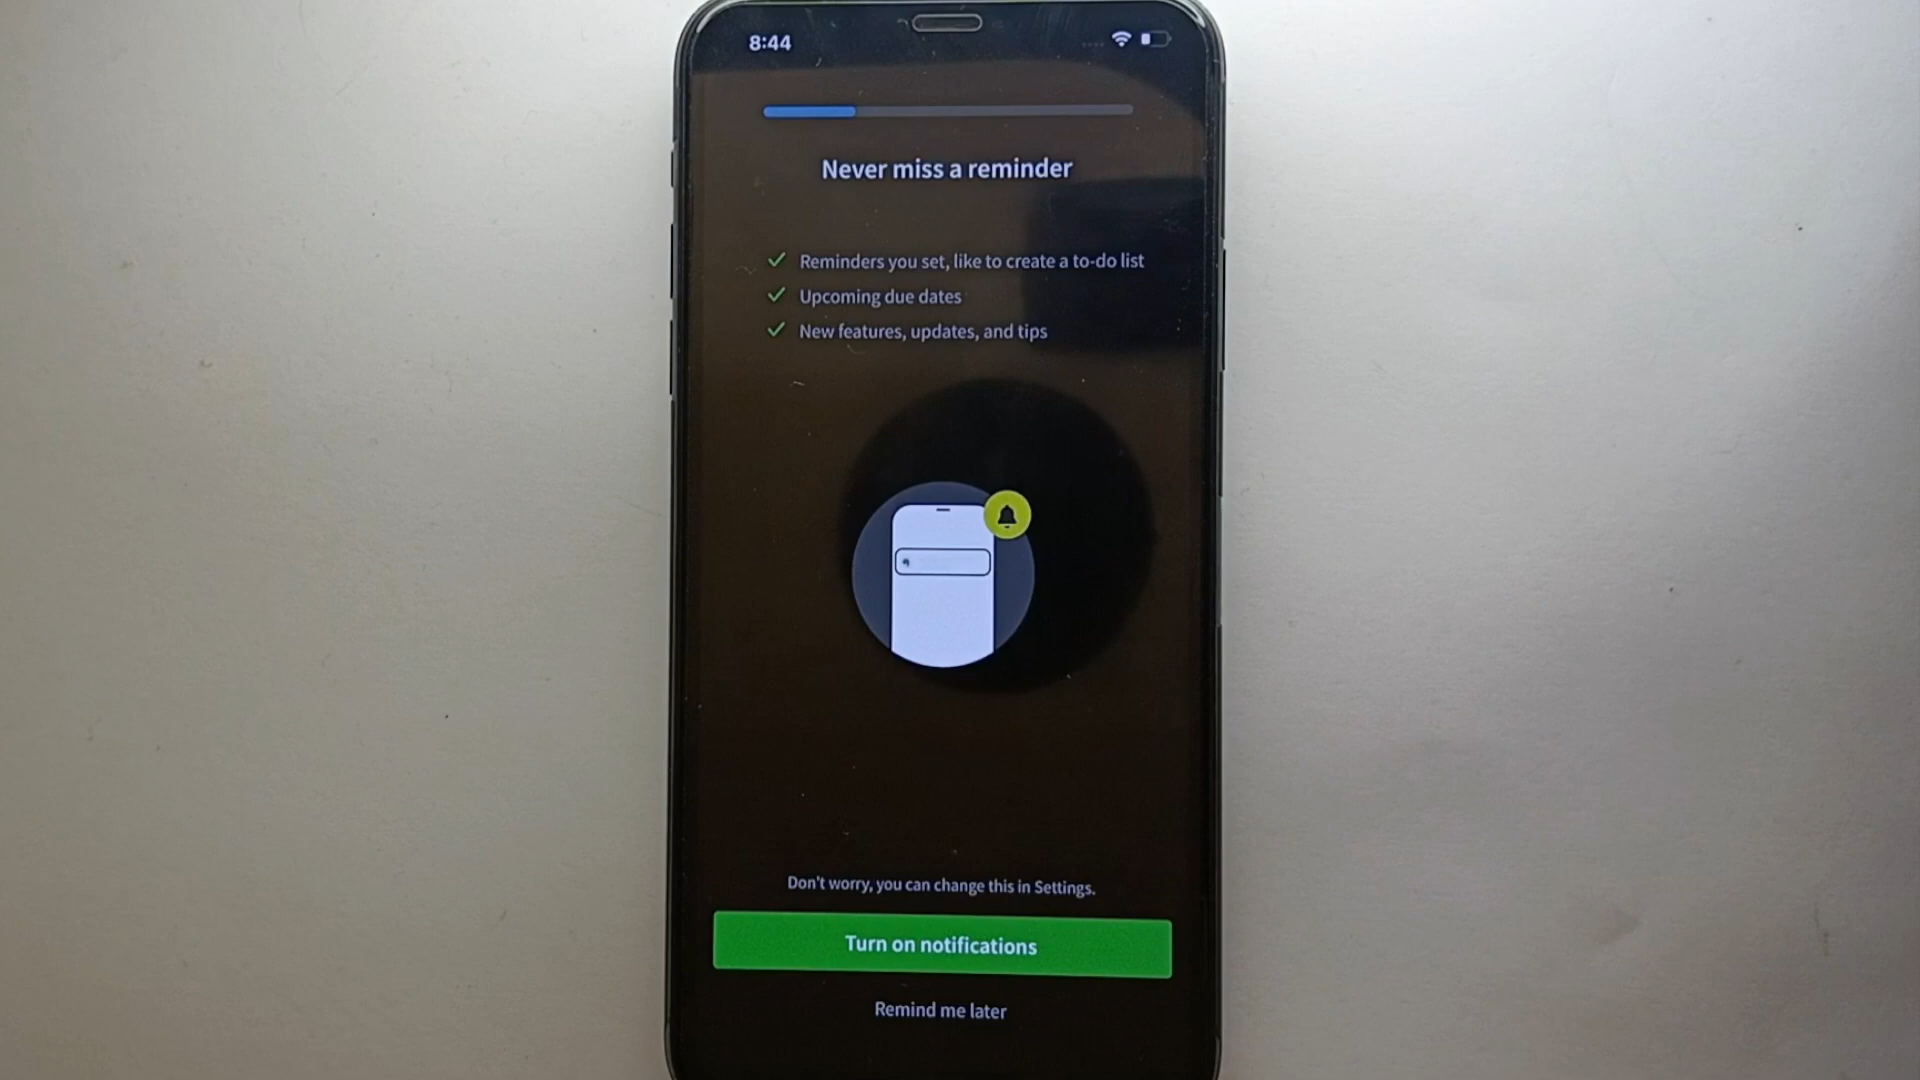 8:44
Never miss a reminder
Reminders you set, like to create a to-do list
Upcoming due dates
New features, updates, and tips
Don't worry, you can change this in Settings.
Turn on notifications
Remind me later